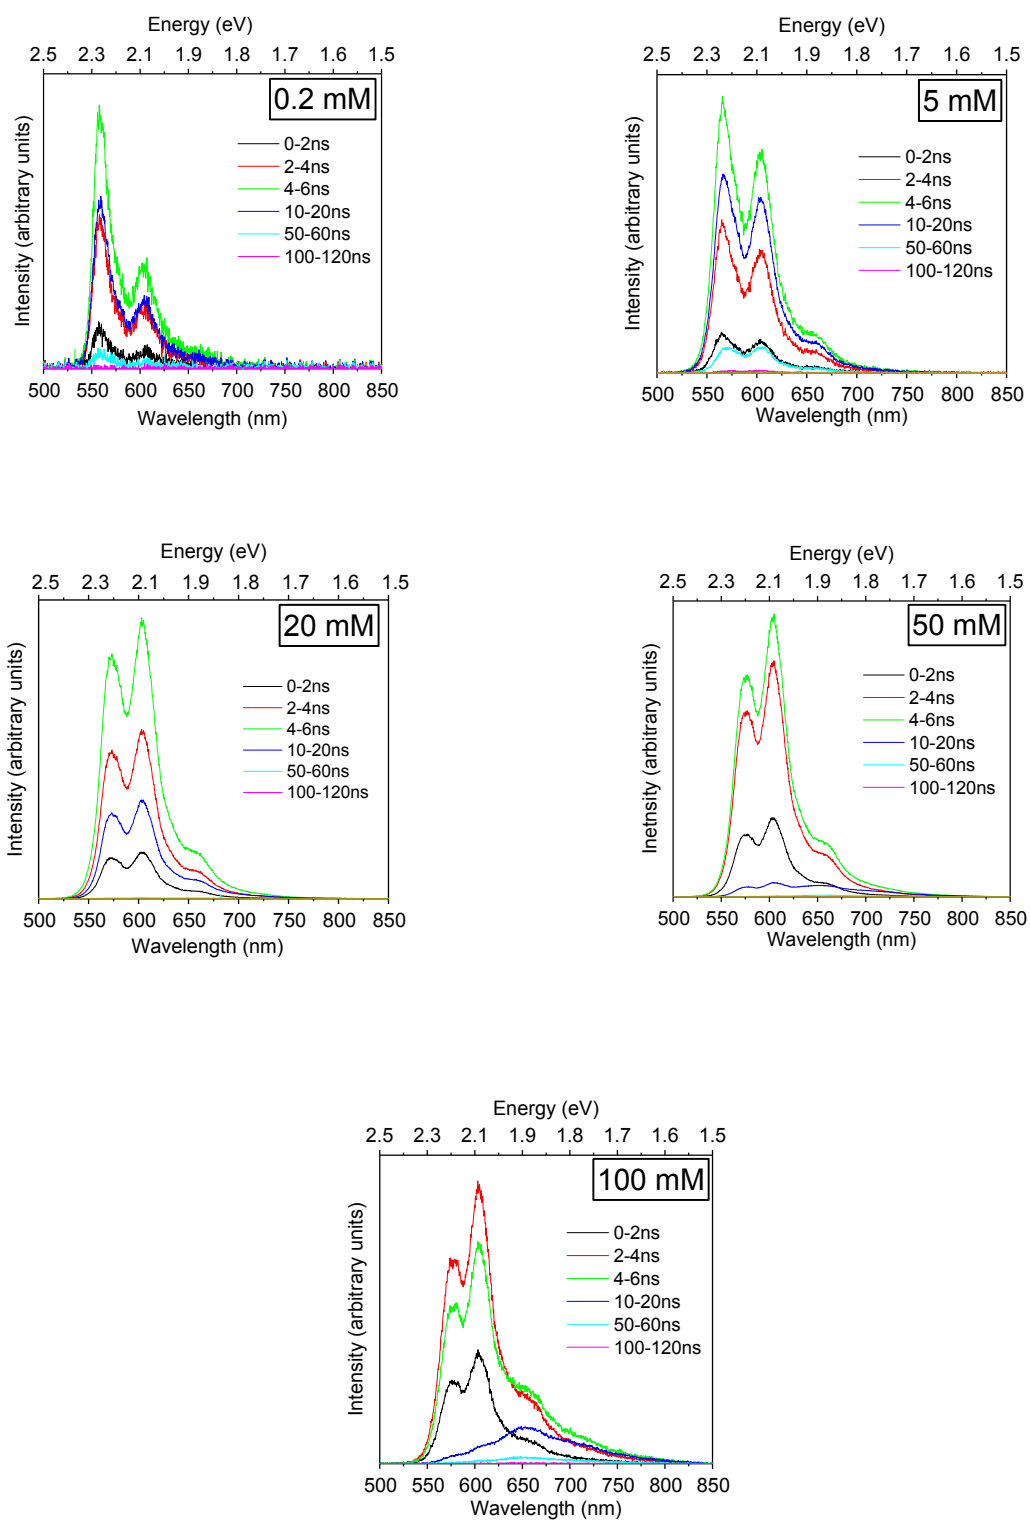 Energy (eV)
2.5 2.3 2.1 1.9 1.8 1.7 1.6 1.5
0.2 mM
0-2ns
2-4ns
4-6ns
10-20ns
50-60ns
100-120ns
Intensity (arbitrary units)
500 550 600 650 700 750 800 850
Wavelength (nm)
Energy (eV)
2.5 2.3 2.1 1.9 1.8 1.7 1.6 1.5
5 mM
0-2ns
2-4ns
4-6ns
10-20ns
50-60ns
100-120ns
Intensity (arbitrary units)
500 550 600 650 700 750 800 850
Wavelength (nm)
Energy (eV)
2.5 2.3 2.1 1.9 1.8 1.7 1.6 1.5
20 mM
0-2ns
2-4ns
4-6ns
10-20ns
50-60ns
100-120ns
Intensity (arbitrary units)
500 550 600 650 700 750 800 850
Wavelength (nm)
Energy (eV)
2.5 2.3 2.1 1.9 1.8 1.7 1.6 1.5
50 mM
0-2ns
2-4ns
4-6ns
10-20ns
50-60ns
100-120ns
Inetnsity (arbitrary units)
500 550 600 650 700 750 800 850
Wavelength (nm)
Energy (eV)
2.5 2.3 2.1 1.9 1.8 1.7 1.6 1.5
100 mM
0-2ns
2-4ns
4-6ns
10-20ns
50-60ns
100-120ns
Intensity (arbitrary units)
500 550 600 650 700 750 800 850
Wavelength (nm)